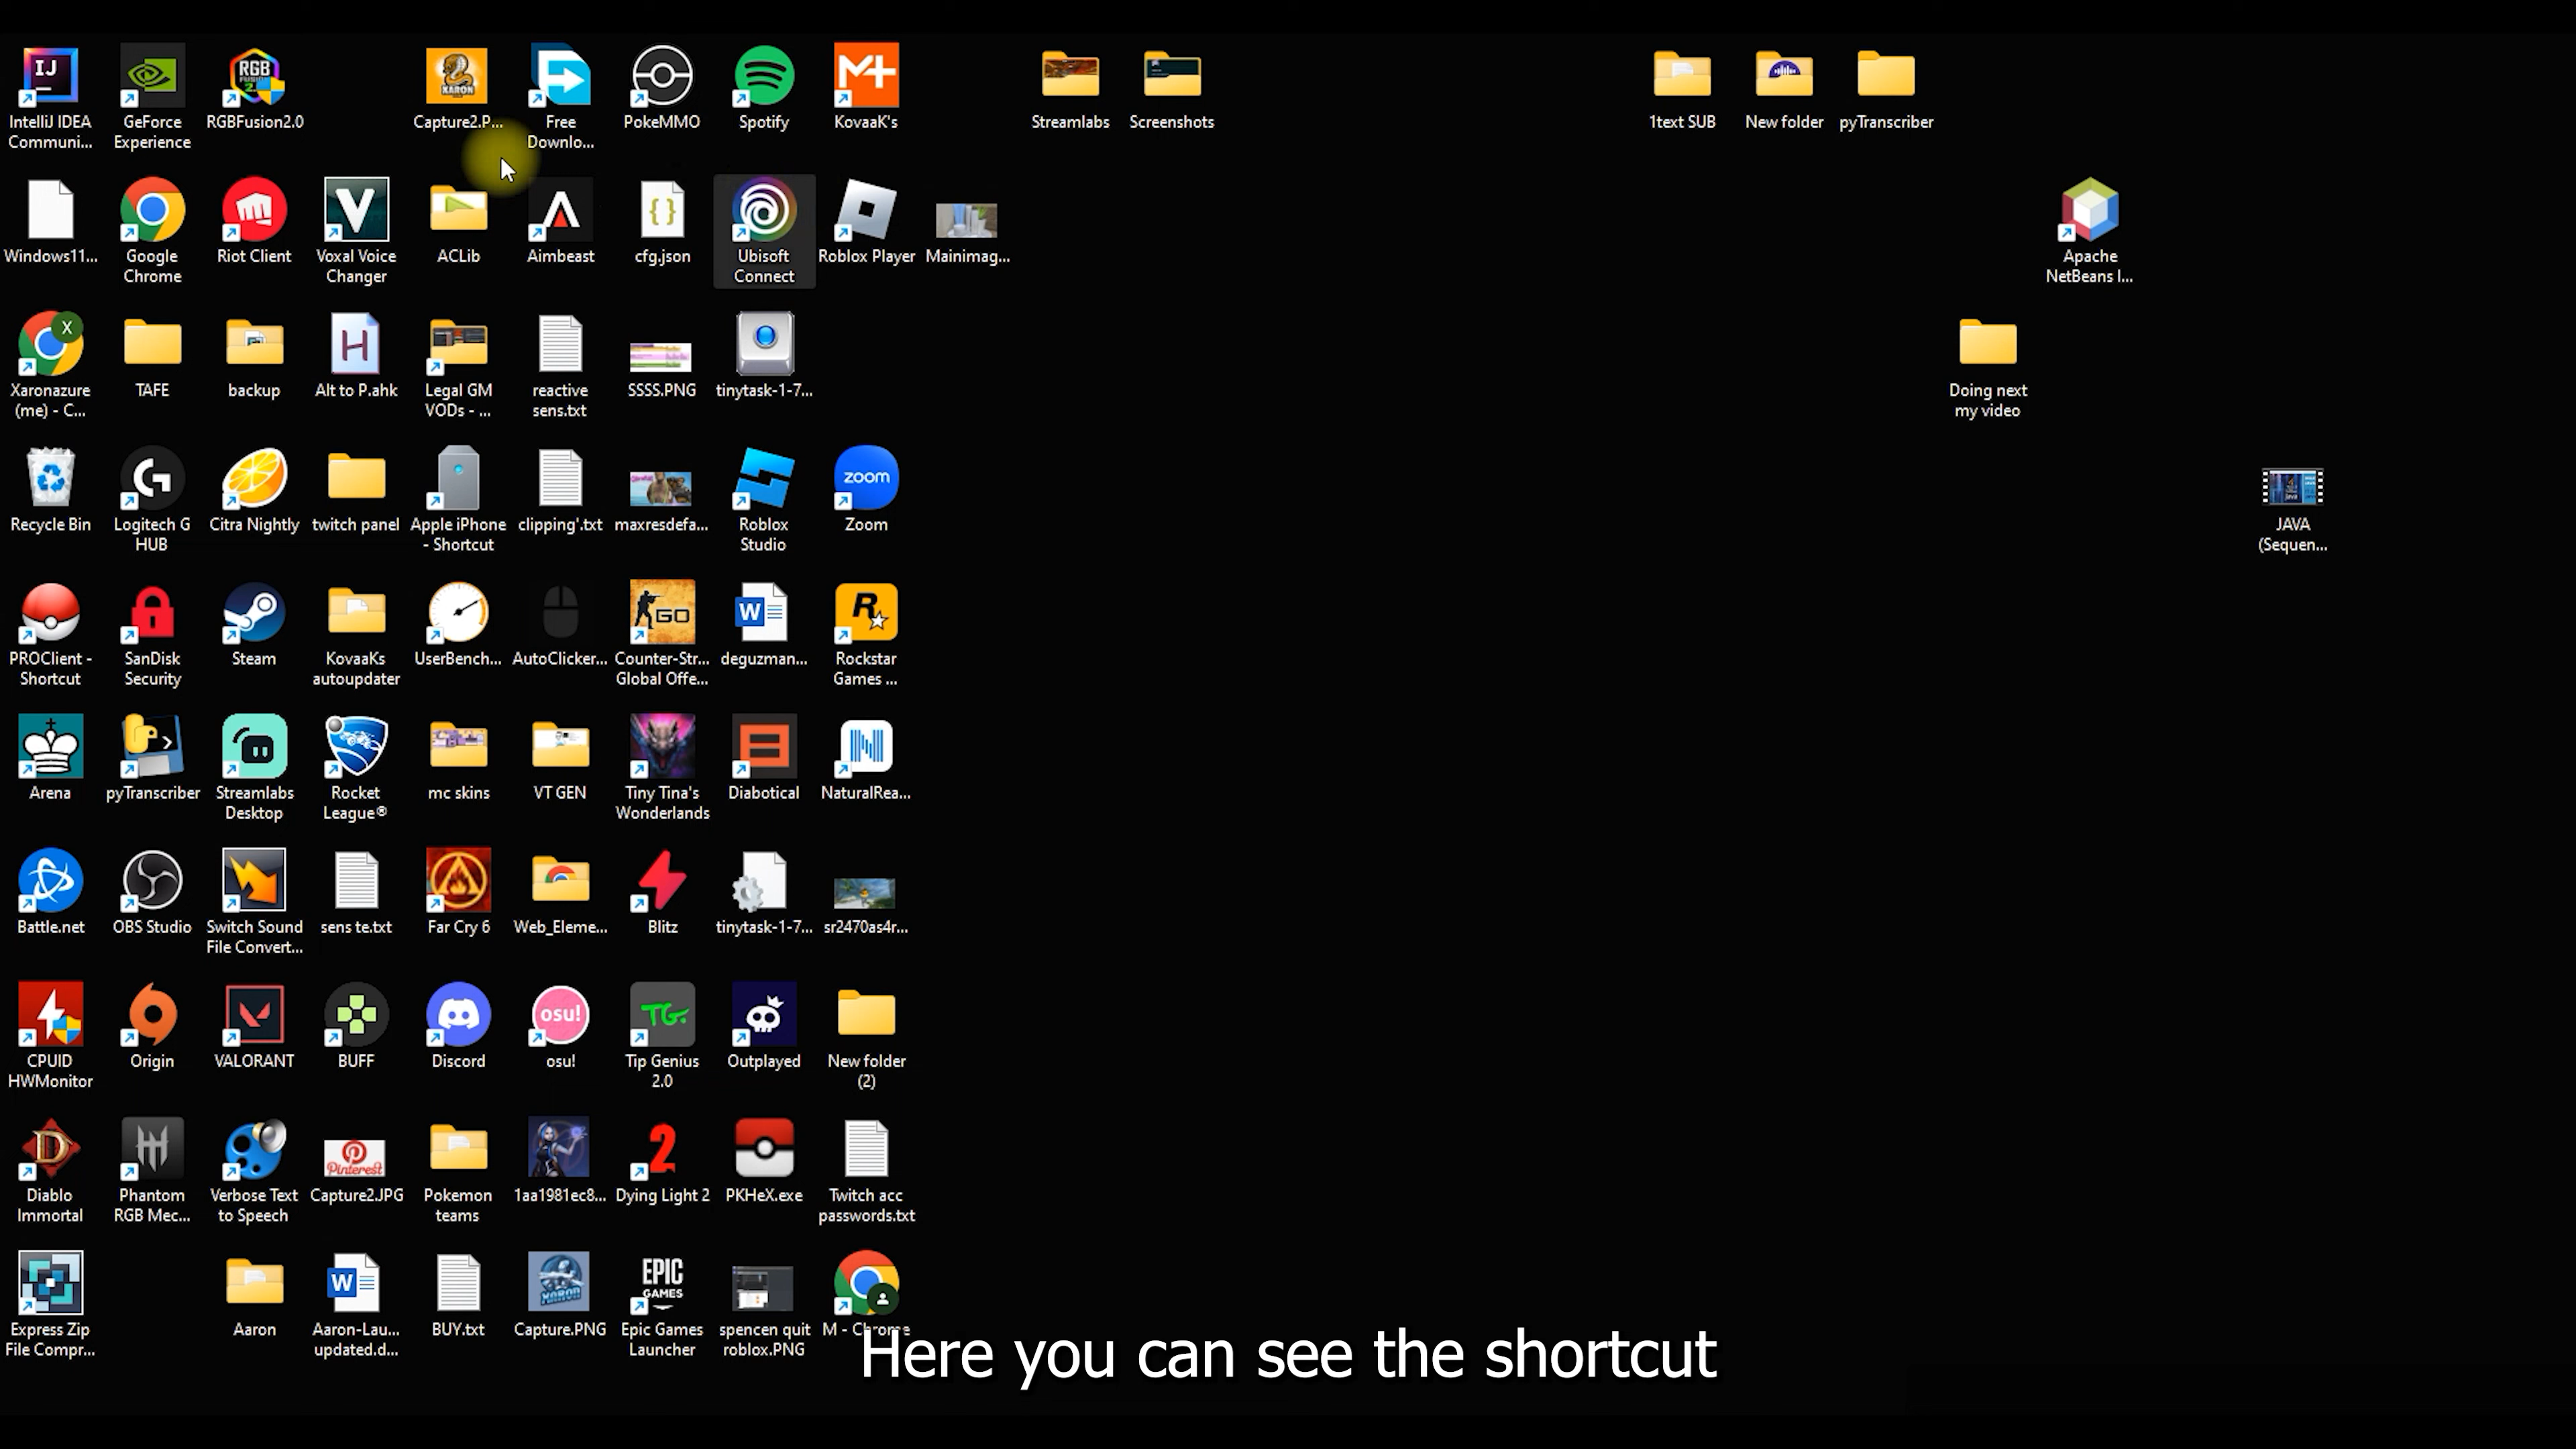 IntelliJ IDEA
Communi...
GeForce
Experience
RGBFusion2.0
Capture2.P...
Free
Downlo...
PokeMMO
Spotify
KovaaK's
Streamlabs
Screenshots
1text SUB
New folder
pyTranscriber
Windows11...
Google
Chrome
Riot Client
Voxal Voice
Changer
ACLib
Aimbeast
cfg.json
Ubisoft
Connect
Roblox Player
Mainimag...
Apache
NetBeans I...
Xaronazure
(me) - C...
TAFE
backup
Alt to P.ahk
Legal GM
VODs - ...
reactive
sens.txt
SSSS.PNG
tinytask-1-7...
Doing next
my video
Recycle Bin
Logitech G
HUB
Citra Nightly
twitch panel
Apple iPhone
- Shortcut
clipping'.txt
maxresdefa...
Roblox
Studio
zoom
Zoom
JAVA
(Sequen...
PROClient -
Shortcut
SanDisk
Security
Steam
KovaaKs
autoupdater
UserBench...
AutoClicker...
GO
Counter-Str...
Global Offe...
deguzman...
Rockstar
Games ...
Arena
pyTranscriber
Streamlabs
Desktop
Rocket
League®
mc skins
VT GEN
Tiny Tina's
Wonderlands
Diabotical
NaturalRea...
Battle.net
OBS Studio
Switch Sound
File Convert...
sens te.txt
Far Cry 6
Web_Eleme...
Blitz
tinytask-1-7...
sr2470as4r...
CPUID
HWMonitor
Origin
VALORANT
BUFF
Discord
osu!
osu!
TG.
Tip Genius
2.0
Outplayed
New folder
(2)
Diablo
Immortal
Phantom
RGB Mec...
Verbose Text
to Speech
Pinterest
Capture2.JPG
Pokemon
teams
1aa1981ec8...
2
Dying Light 2
PKHeX.exe
Twitch acc
passwords.txt
Express Zip
File Compr...
Aaron
Aaron-Lau...
updated.d...
BUY.txt
XARON
Capture.PNG
EPIC
GAMES
Epic Games
Launcher
spencen quit
roblox.PNG
M - Chrome
Here you can see the shortcut